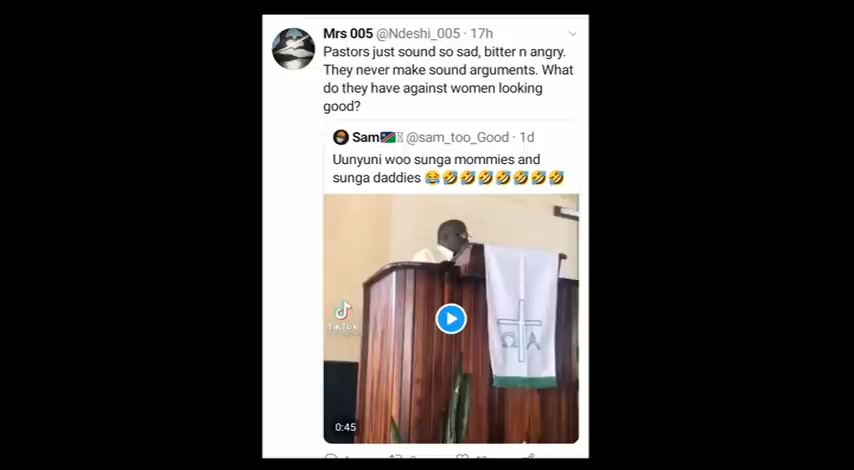 Mrs 005 @Ndeshi_005 · 17h
Pastors just sound so sad, bitter n angry.
They never make sound arguments. What
do they have against women looking
good?
Sam🇳🇦 @sam_too_Good · 1d
Uunyuni woo sunga mommies and
sunga daddies 😂🤣🤣🤣🤣🤣🤣🤣
TikTok
Ω A
0:45